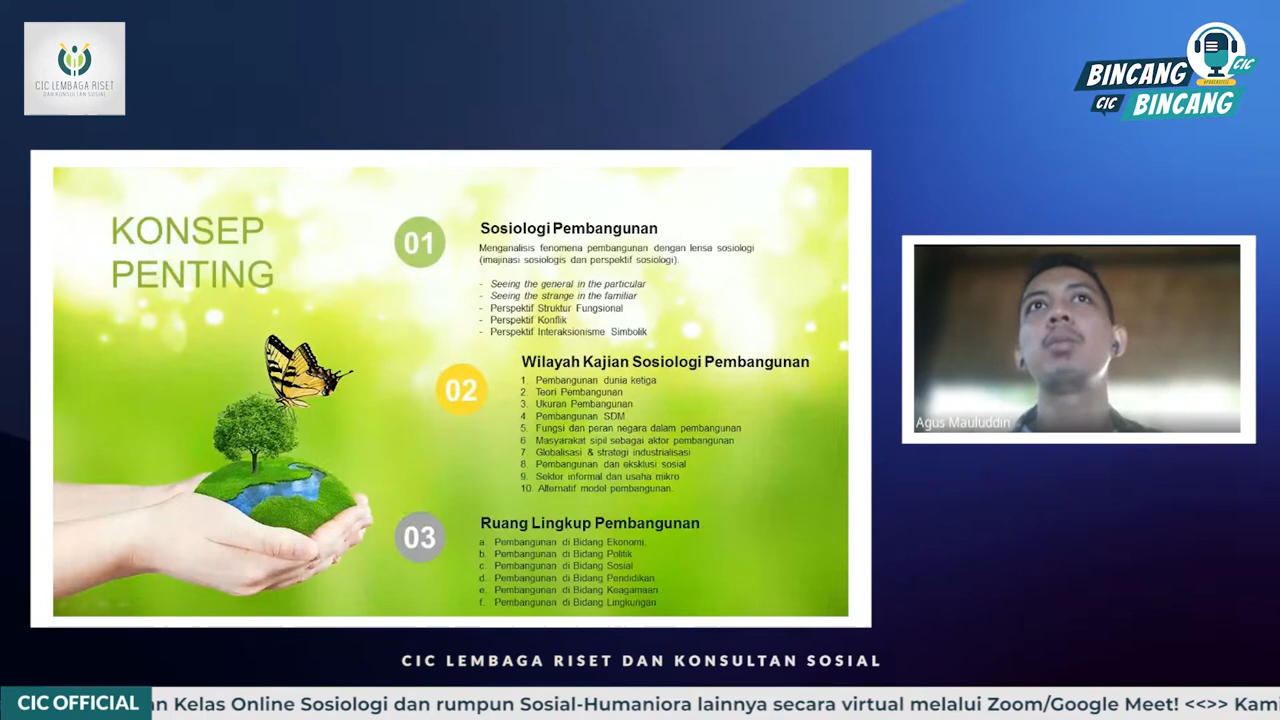 CIC LEMBAGA RISET
DAN KONSULTAN SOSIAL
BINCANG
CIC
CIC BINCANG
KONSEP
PENTING
01
Sosiologi Pembangunan
Menganalisis fenomena pembangunan dengan lensa sosiologi
(imajinasi sosiologis dan perspektif sosiologi).
- Seeing the general in the particular
- Seeing the strange in the familiar
- Perspektif Struktur Fungsional
- Perspektif Konflik
- Perspektif Interaksionisme Simbolik
02
Wilayah Kajian Sosiologi Pembangunan
1. Pembangunan dunia ketiga
2. Teori Pembangunan
3. Ukuran Pembangunan
4 Pembangunan SDM
5. Fungsi dan peran negara dalam pembangunan
6 Masyarakat sipil sebagai aktor pembangunan
7 Globalisasi & strategi industrialisasi
8. Pembangunan dan eksklusi sosial
9. Sektor informal dan usaha mikro
10. Alternatif model pembangunan.
03
Ruang Lingkup Pembangunan
a. Pembangunan di Bidang Ekonomi.
b. Pembangunan di Bidang Politik
c. Pembangunan di Bidang Sosial
d. Pembangunan di Bidang Pendidikan
e. Pembangunan di Bidang Keagamaan
f. Pembangunan di Bidang Lingkungan
Agus Mauluddin
CIC LEMBAGA RISET DAN KONSULTAN SOSIAL
CIC OFFICIAL
an Kelas Online Sosiologi dan rumpun Sosial-Humaniora lainnya secara virtual melalui Zoom/Google Meet! <<>> Kam